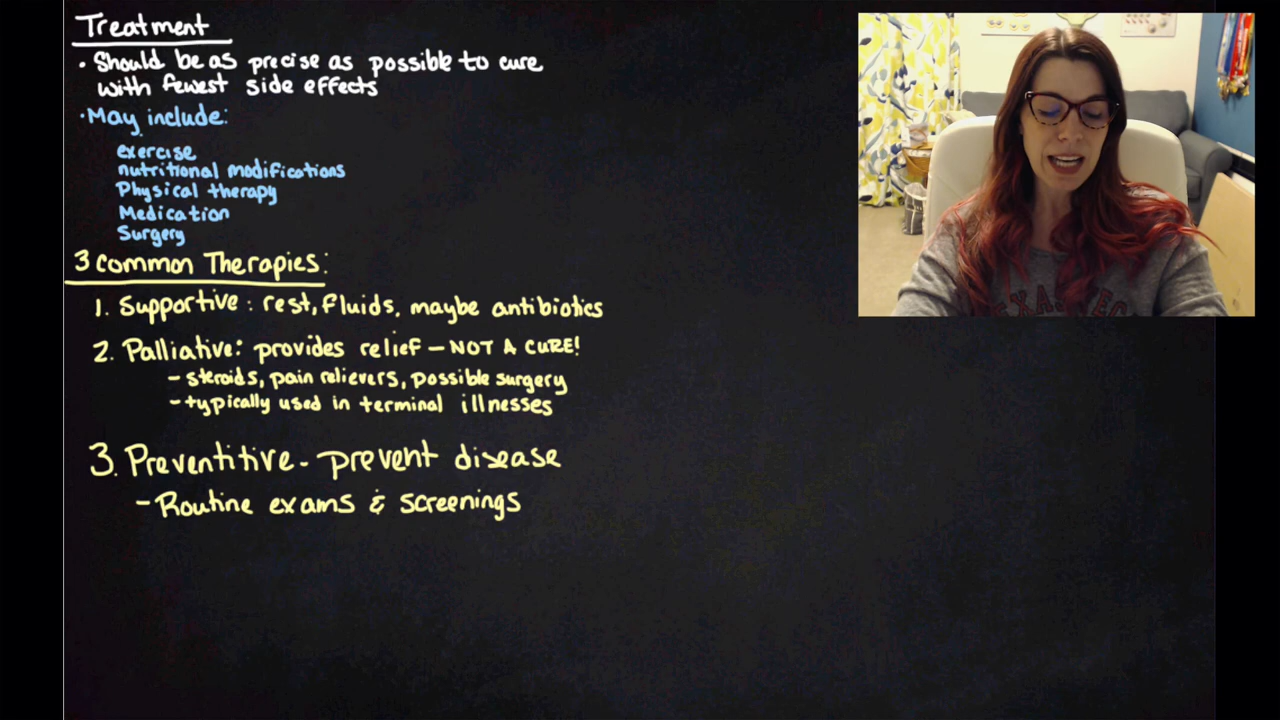 Treatment
• Should be as precise as possible to cure
with fewest side effects
• May include:
exercise
nutritional modifications
Physical therapy
Medication
Surgery
3 Common Therapies:
1. Supportive: rest, fluids, maybe antibiotics
2. Palliative: provides relief — NOT A CURE!
- steroids, pain relievers, possible surgery
- typically used in terminal illnesses
3. Preventitive - prevent disease
- Routine exams & screenings